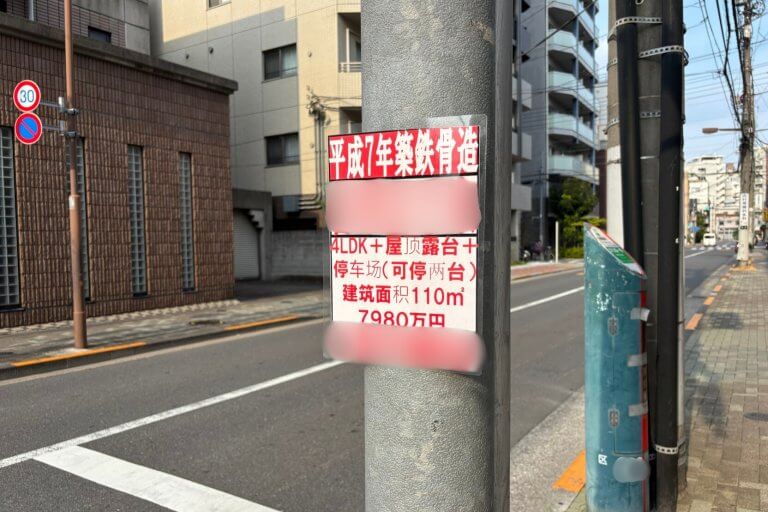 30
平成7年築鉄骨造
4LDK＋屋顶露台＋
停车场(可停两台)
建筑面积110㎡
7980万円